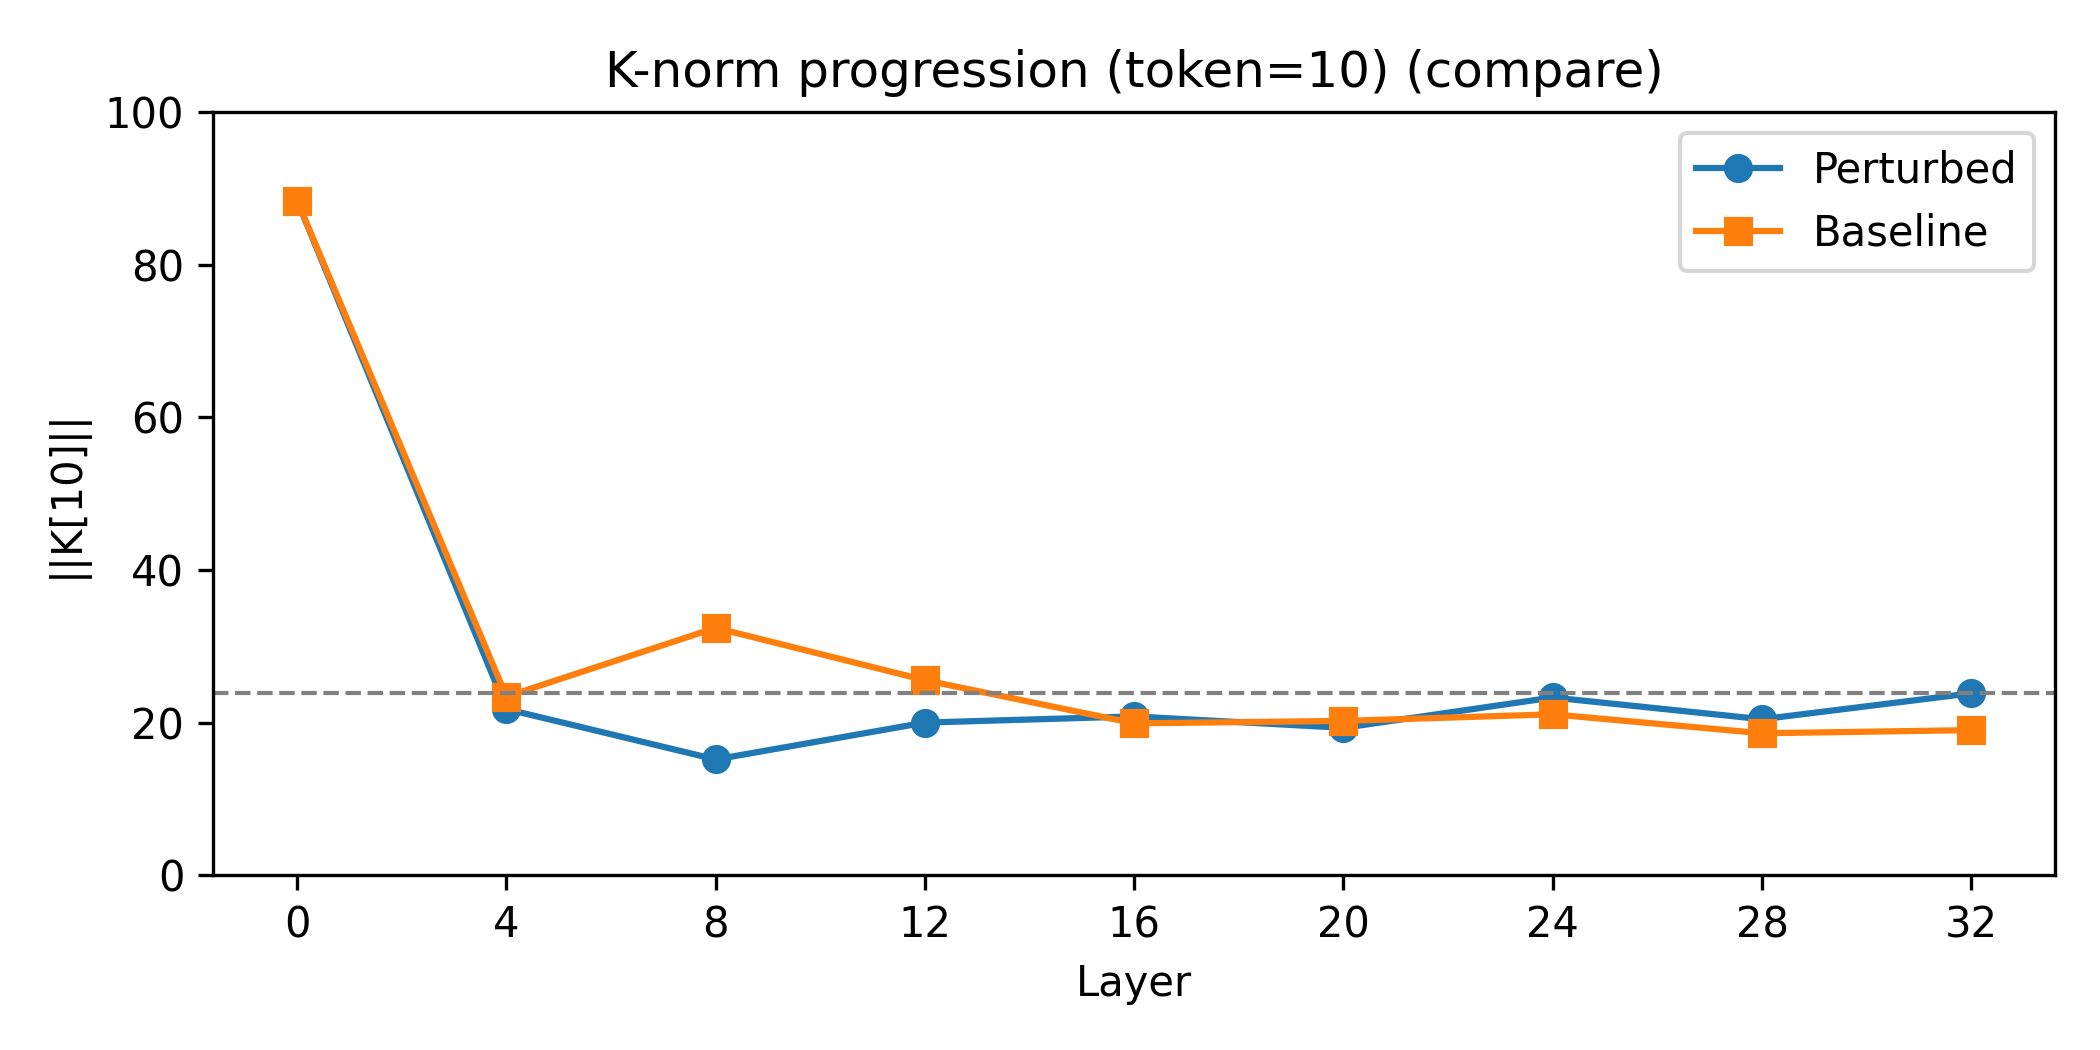 K-norm progression (token=10) (compare)
100
80
60
40
20
0
||K[10]||
Perturbed
Baseline
0 4 8 12 16 20 24 28 32
Layer